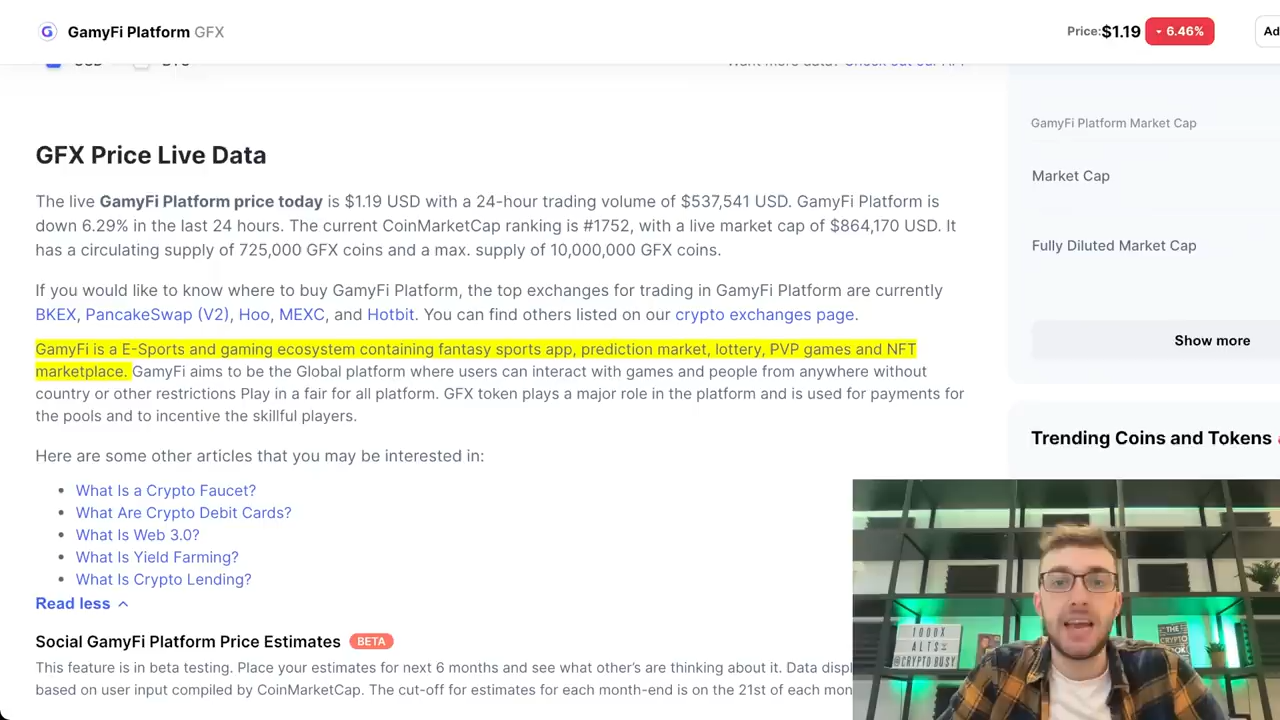 GamyFi Platform GFX
Price: $1.19 6.46% Ad
GFX Price Live Data
The live GamyFi Platform price today is $1.19 USD with a 24-hour trading volume of $537,541 USD. GamyFi Platform is
down 6.29% in the last 24 hours. The current CoinMarketCap ranking is #1752, with a live market cap of $864,170 USD. It
has a circulating supply of 725,000 GFX coins and a max. supply of 10,000,000 GFX coins.
If you would like to know where to buy GamyFi Platform, the top exchanges for trading in GamyFi Platform are currently
BKEX, PancakeSwap (V2), Hoo, MEXC, and Hotbit. You can find others listed on our crypto exchanges page.
GamyFi is a E-Sports and gaming ecosystem containing fantasy sports app, prediction market, lottery, PVP games and NFT
marketplace. GamyFi aims to be the Global platform where users can interact with games and people from anywhere without
country or other restrictions Play in a fair for all platform. GFX token plays a major role in the platform and is used for payments for
the pools and to incentive the skillful players.
Here are some other articles that you may be interested in:
What Is a Crypto Faucet?
What Are Crypto Debit Cards?
What Is Web 3.0?
What Is Yield Farming?
What Is Crypto Lending?
Read less
Social GamyFi Platform Price Estimates BETA
This feature is in beta testing. Place your estimates for next 6 months and see what other's are thinking about it. Data displ
based on user input compiled by CoinMarketCap. The cut-off for estimates for each month-end is on the 21st of each mon
GamyFi Platform Market Cap
Market Cap
Fully Diluted Market Cap
Show more
Trending Coins and Tokens
1000X
ALTS
@CRYPTO BUSY
THE
CRYPTO